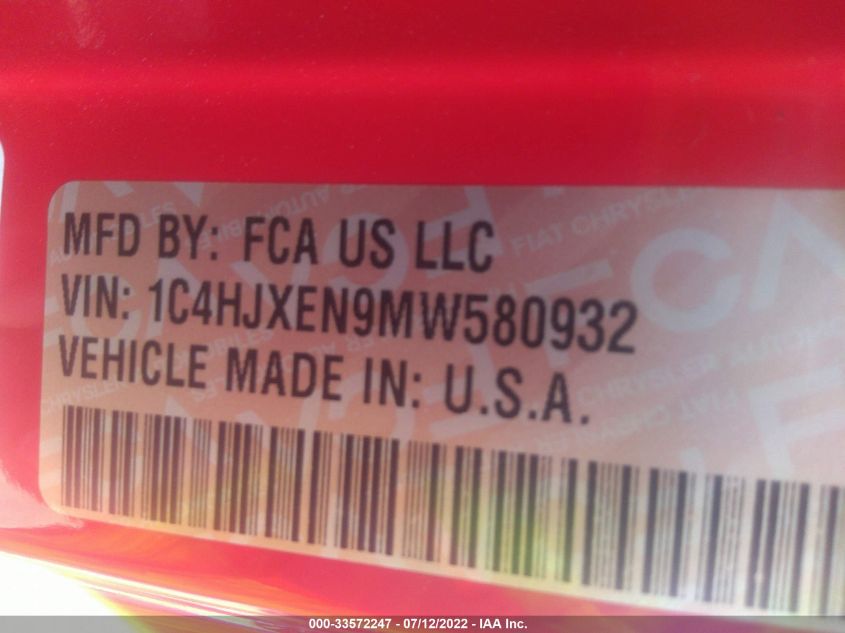 MFD BY: FCA US LLC
VIN: 1C4HJXEN9MW580932
VEHICLE MADE IN: U.S.A.
000-33572247 - 07/12/2022 - IAA Inc.